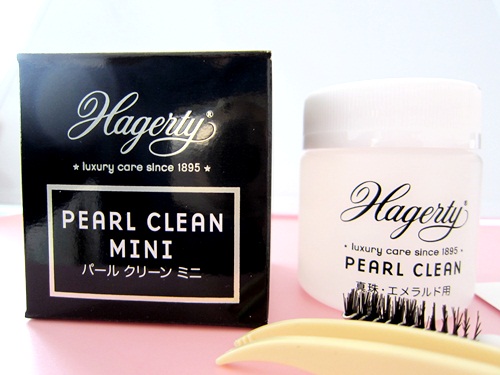 Hagerty®
★ luxury care since 1895 ★
PEARL CLEAN
MINI
パール クリーン ミニ
Hagerty®
luxury care since 1895
PEARL CLEAN
真珠・エメラルド用